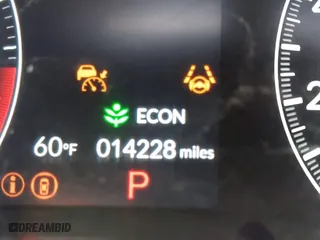 ECON
60°F 014228 miles
P
DREAMBID